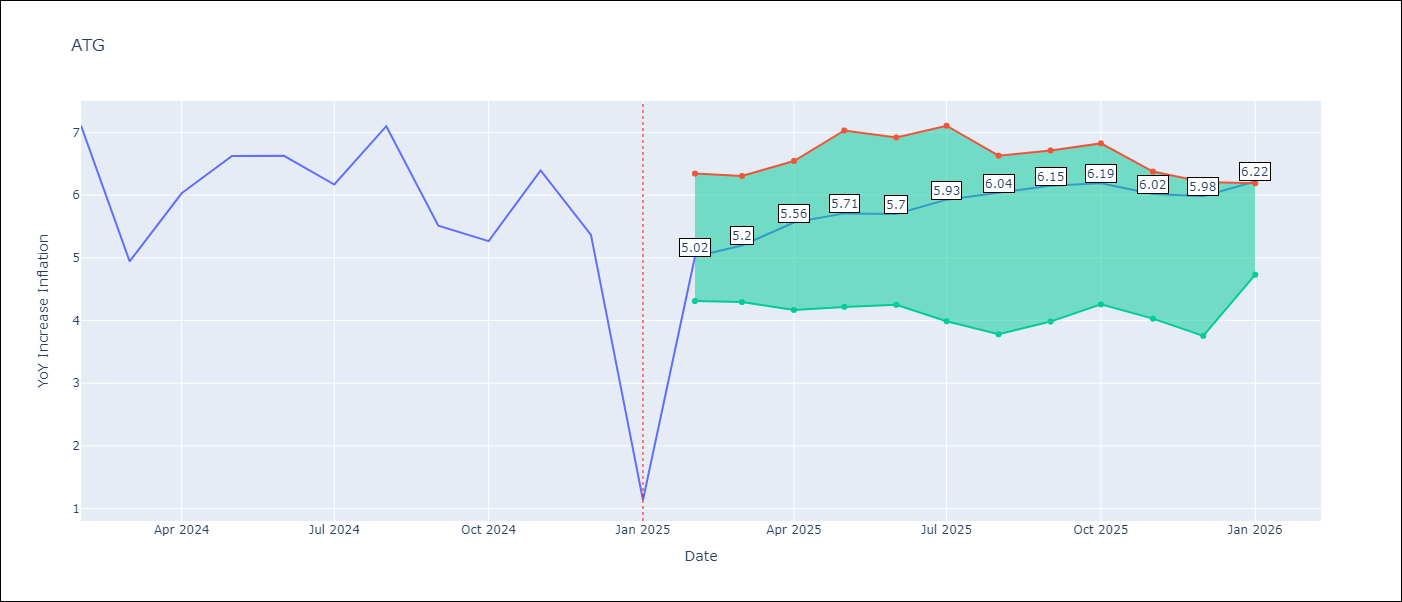 ATG
YoY Increase Inflation
7
6
5
4
3
2
1
5.02
5.2
5.56
5.71
5.7
5.93
6.04
6.15
6.19
6.02
5.98
6.22
Apr 2024
Jul 2024
Oct 2024
Jan 2025
Apr 2025
Jul 2025
Oct 2025
Jan 2026
Date